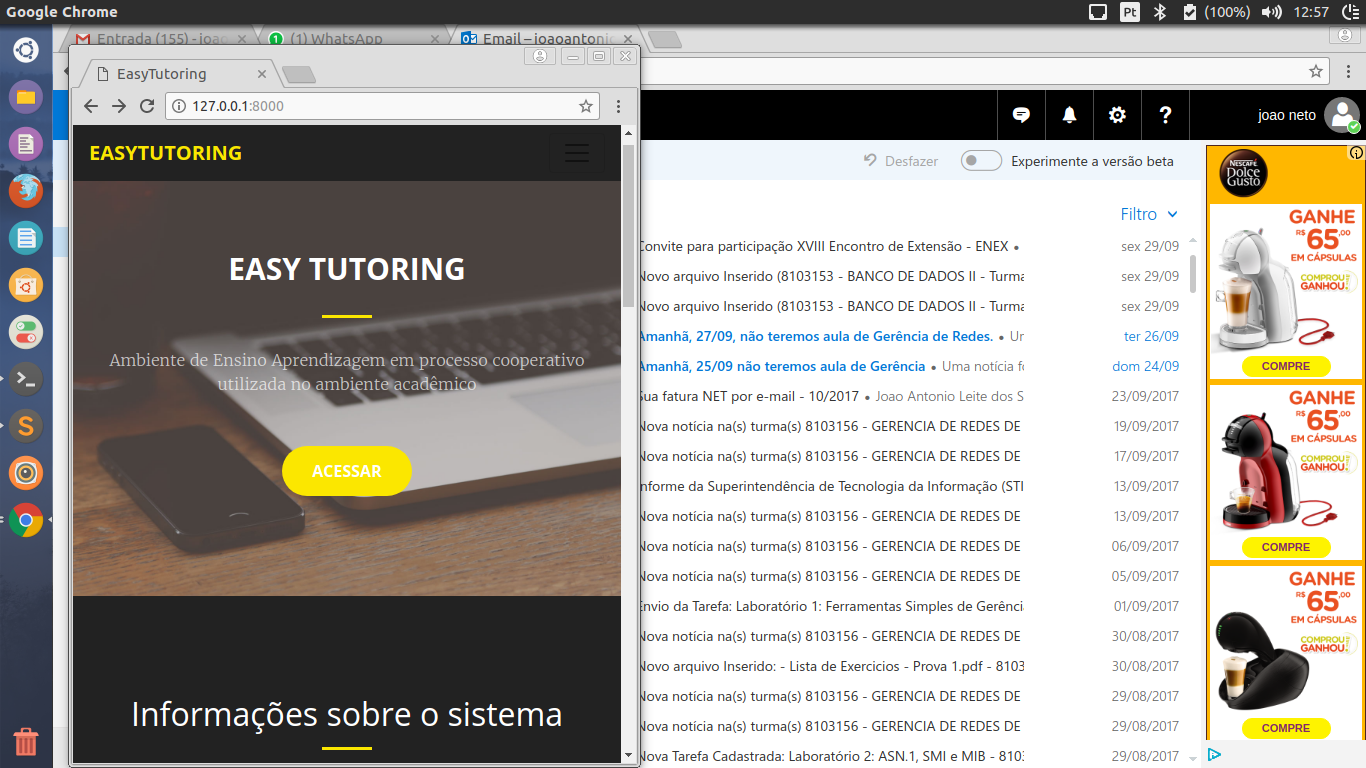 Google Chrome
Pt
(100%)
12:57
Entrada (155) - joao
(1) WhatsApp
Email – joaoantonio
EasyTutoring
127.0.0.1:8000
EASYTUTORING
EASY TUTORING
Ambiente de Ensino Aprendizagem em processo cooperativo
utilizada no ambiente acadêmico
ACESSAR
Informações sobre o sistema
joao neto
Desfazer
Experimente a versão beta
Filtro
Convite para participação XVIII Encontro de Extensão - ENEX • sex 29/09
Novo arquivo Inserido (8103153 - BANCO DE DADOS II - Turma sex 29/09
Novo arquivo Inserido (8103153 - BANCO DE DADOS II - Turma sex 29/09
Amanhã, 27/09, não teremos aula de Gerência de Redes. • Un ter 26/09
Amanhã, 25/09 não teremos aula de Gerência • Uma notícia fo dom 24/09
Sua fatura NET por e-mail - 10/2017 • Joao Antonio Leite dos S 23/09/2017
Nova notícia na(s) turma(s) 8103156 - GERENCIA DE REDES DE 19/09/2017
Nova notícia na(s) turma(s) 8103156 - GERENCIA DE REDES DE 17/09/2017
Informe da Superintendência de Tecnologia da Informação (STI 13/09/2017
Nova notícia na(s) turma(s) 8103156 - GERENCIA DE REDES DE 13/09/2017
Nova notícia na(s) turma(s) 8103156 - GERENCIA DE REDES DE 06/09/2017
Nova notícia na(s) turma(s) 8103156 - GERENCIA DE REDES DE 05/09/2017
Envio da Tarefa: Laboratório 1: Ferramentas Simples de Gerência 01/09/2017
Nova notícia na(s) turma(s) 8103156 - GERENCIA DE REDES DE 30/08/2017
Novo arquivo Inserido: - Lista de Exercicios - Prova 1.pdf - 8103 30/08/2017
Nova notícia na(s) turma(s) 8103156 - GERENCIA DE REDES DE 29/08/2017
Nova notícia na(s) turma(s) 8103156 - GERENCIA DE REDES DE 29/08/2017
Nova Tarefa Cadastrada: Laboratório 2: ASN.1, SMI e MIB - 8103 29/08/2017
NESCAFÉ
Dolce
Gusto
GANHE
R$ 65,00
EM CÁPSULAS
COMPROU
GANHOU!
COMPRE
GANHE
R$ 65,00
EM CÁPSULAS
COMPROU
GANHOU!
COMPRE
GANHE
R$ 65,00
EM CÁPSULAS
COMPROU
GANHOU!
COMPRE